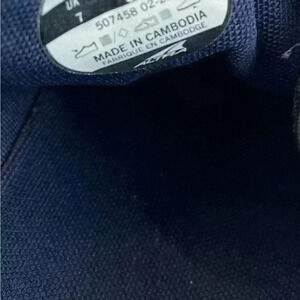 UK
7
507458 02-2
MADE IN CAMBODIA
FABRIQUE EN CAMBODGE